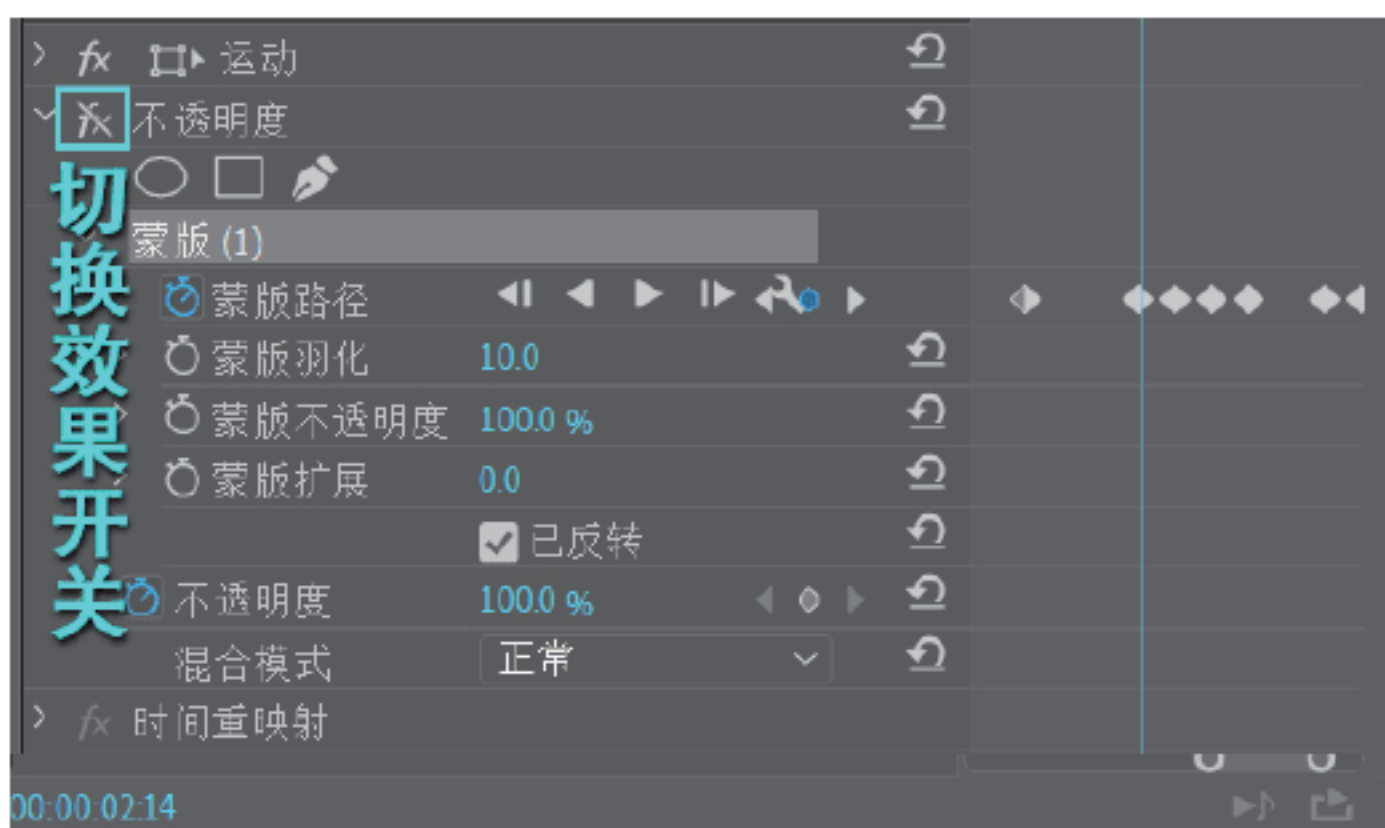 fx 运动
fx 不透明度
切换效果开关
蒙版 (1)
蒙版路径
蒙版羽化 10.0
蒙版不透明度 100.0 %
蒙版扩展 0.0
已反转
不透明度 100.0 %
混合模式 正常
fx 时间重映射
00:00:02:14